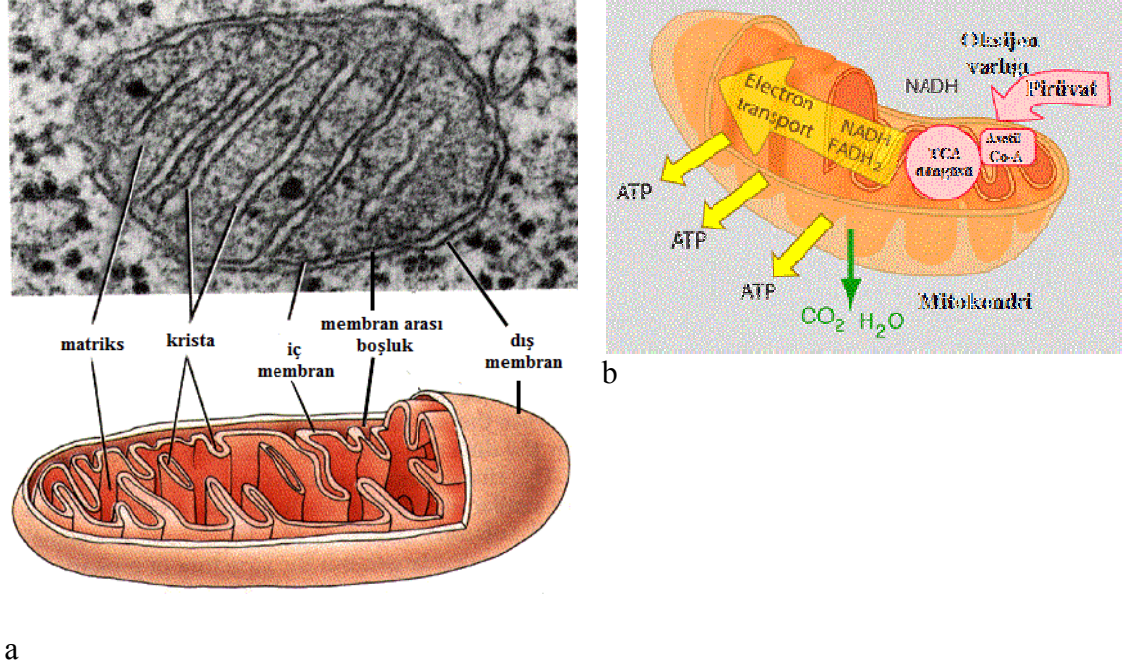 matriks
krista
iç
membran
membran arası
boşluk
dış
membran
a
Oksijen
varlığı
NADH
Pirüvat
Electron
transport
NADH
FADH₂
TCA
Asetil
Co-A
ATP
ATP
ATP
CO₂ H₂O
Mitokondri
b